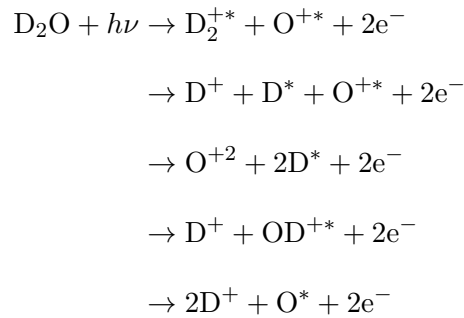 D₂O + hν → D₂⁺* + O⁺* + 2e⁻
→ D⁺ + D* + O⁺* + 2e⁻
→ O⁺² + 2D* + 2e⁻
→ D⁺ + OD⁺* + 2e⁻
→ 2D⁺ + O* + 2e⁻